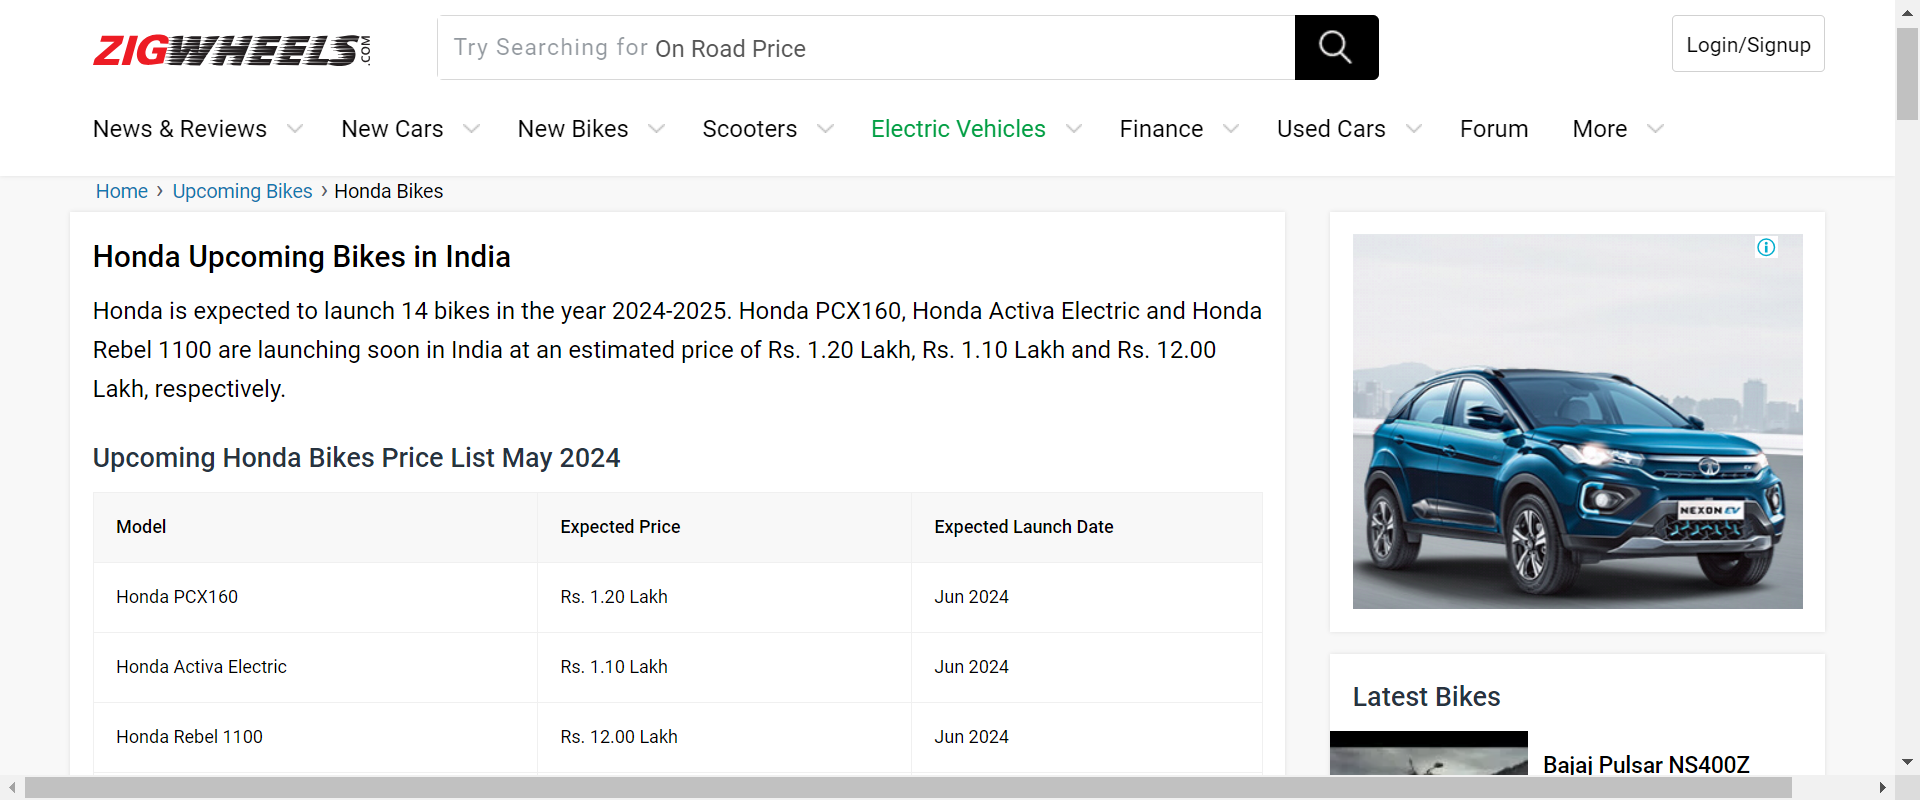 ZIGWHEELS.COM
Try Searching for On Road Price
Login/Signup
News & Reviews New Cars New Bikes Scooters Electric Vehicles Finance Used Cars Forum More
Home › Upcoming Bikes › Honda Bikes
Honda Upcoming Bikes in India
Honda is expected to launch 14 bikes in the year 2024-2025. Honda PCX160, Honda Activa Electric and Honda
Rebel 1100 are launching soon in India at an estimated price of Rs. 1.20 Lakh, Rs. 1.10 Lakh and Rs. 12.00
Lakh, respectively.
Upcoming Honda Bikes Price List May 2024
Model Expected Price Expected Launch Date
Honda PCX160 Rs. 1.20 Lakh Jun 2024
Honda Activa Electric Rs. 1.10 Lakh Jun 2024
Honda Rebel 1100 Rs. 12.00 Lakh Jun 2024
NEXON EV
Latest Bikes
Bajaj Pulsar NS400Z